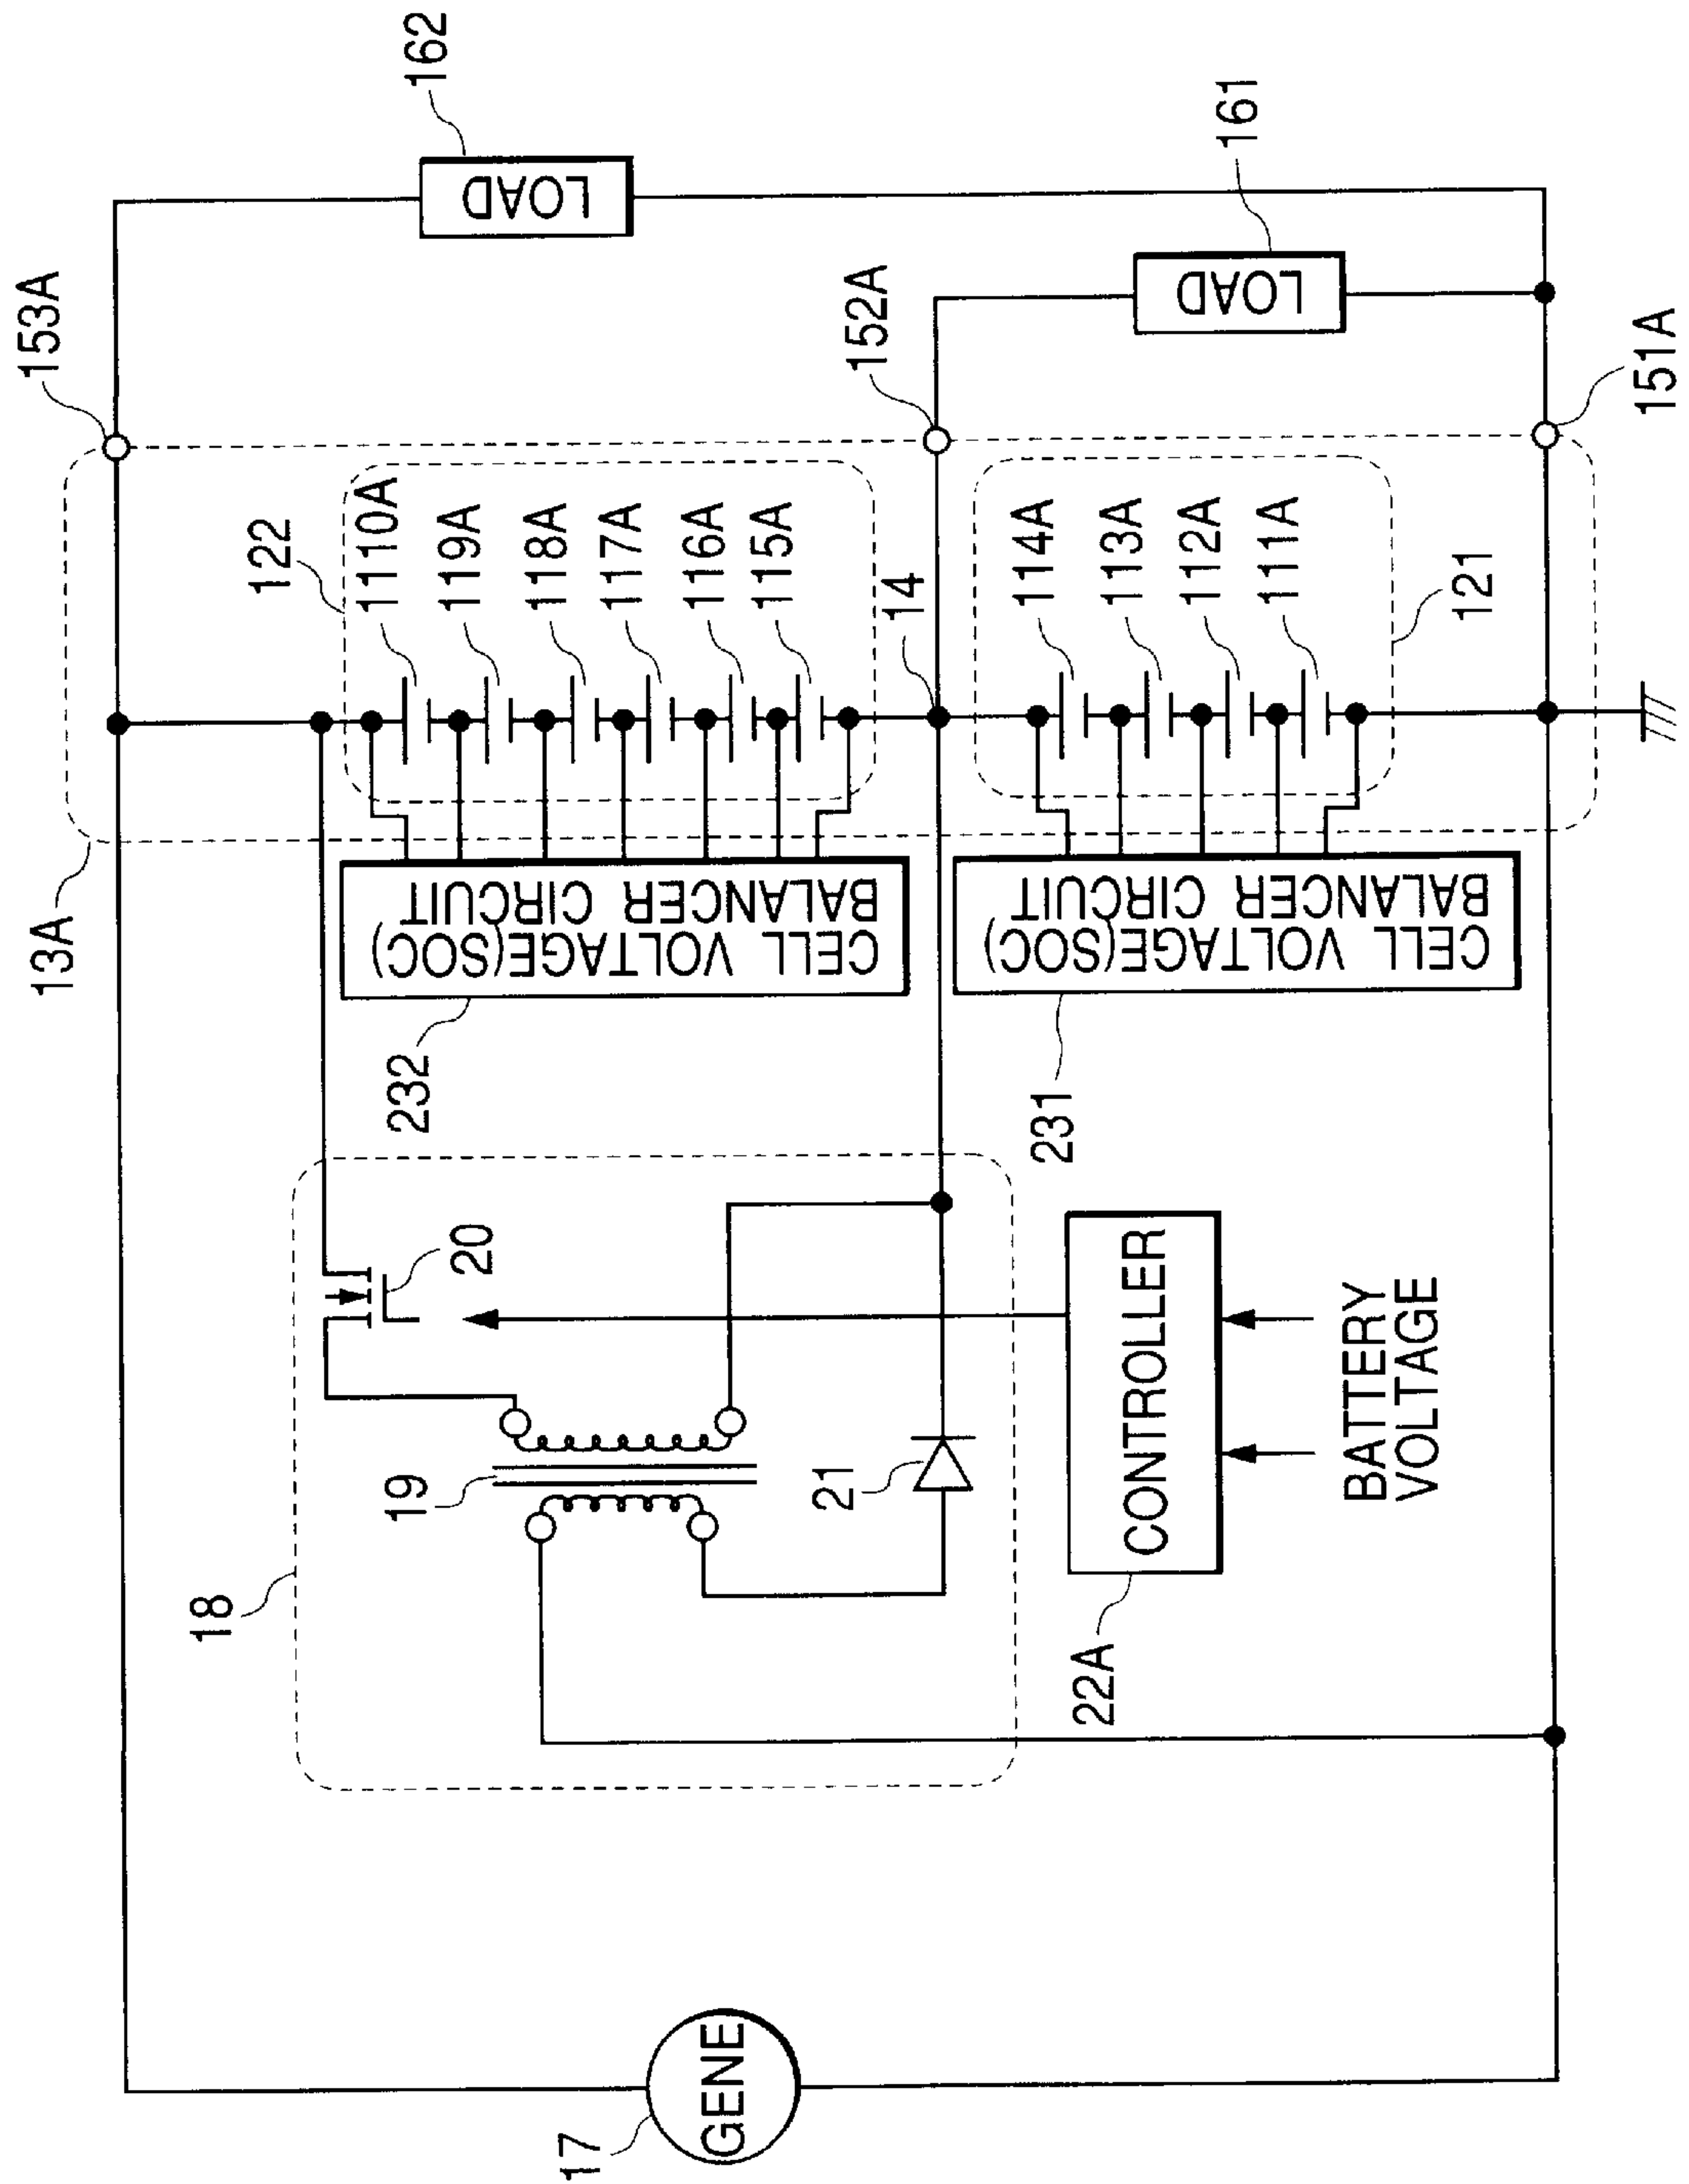 13A
153A
18
122
1110A
19
232
162
119A
20
LOAD
118A
17
117A
116A
GENE
115A
CELL VOLTAGE(SOC)
BALANCER CIRCUIT
21
152A
14
114A
231
22A
113A
CONTROLLER
112A
161
LOAD
111A
CELL VOLTAGE(SOC)
BALANCER CIRCUIT
BATTERY
VOLTAGE
121
151A